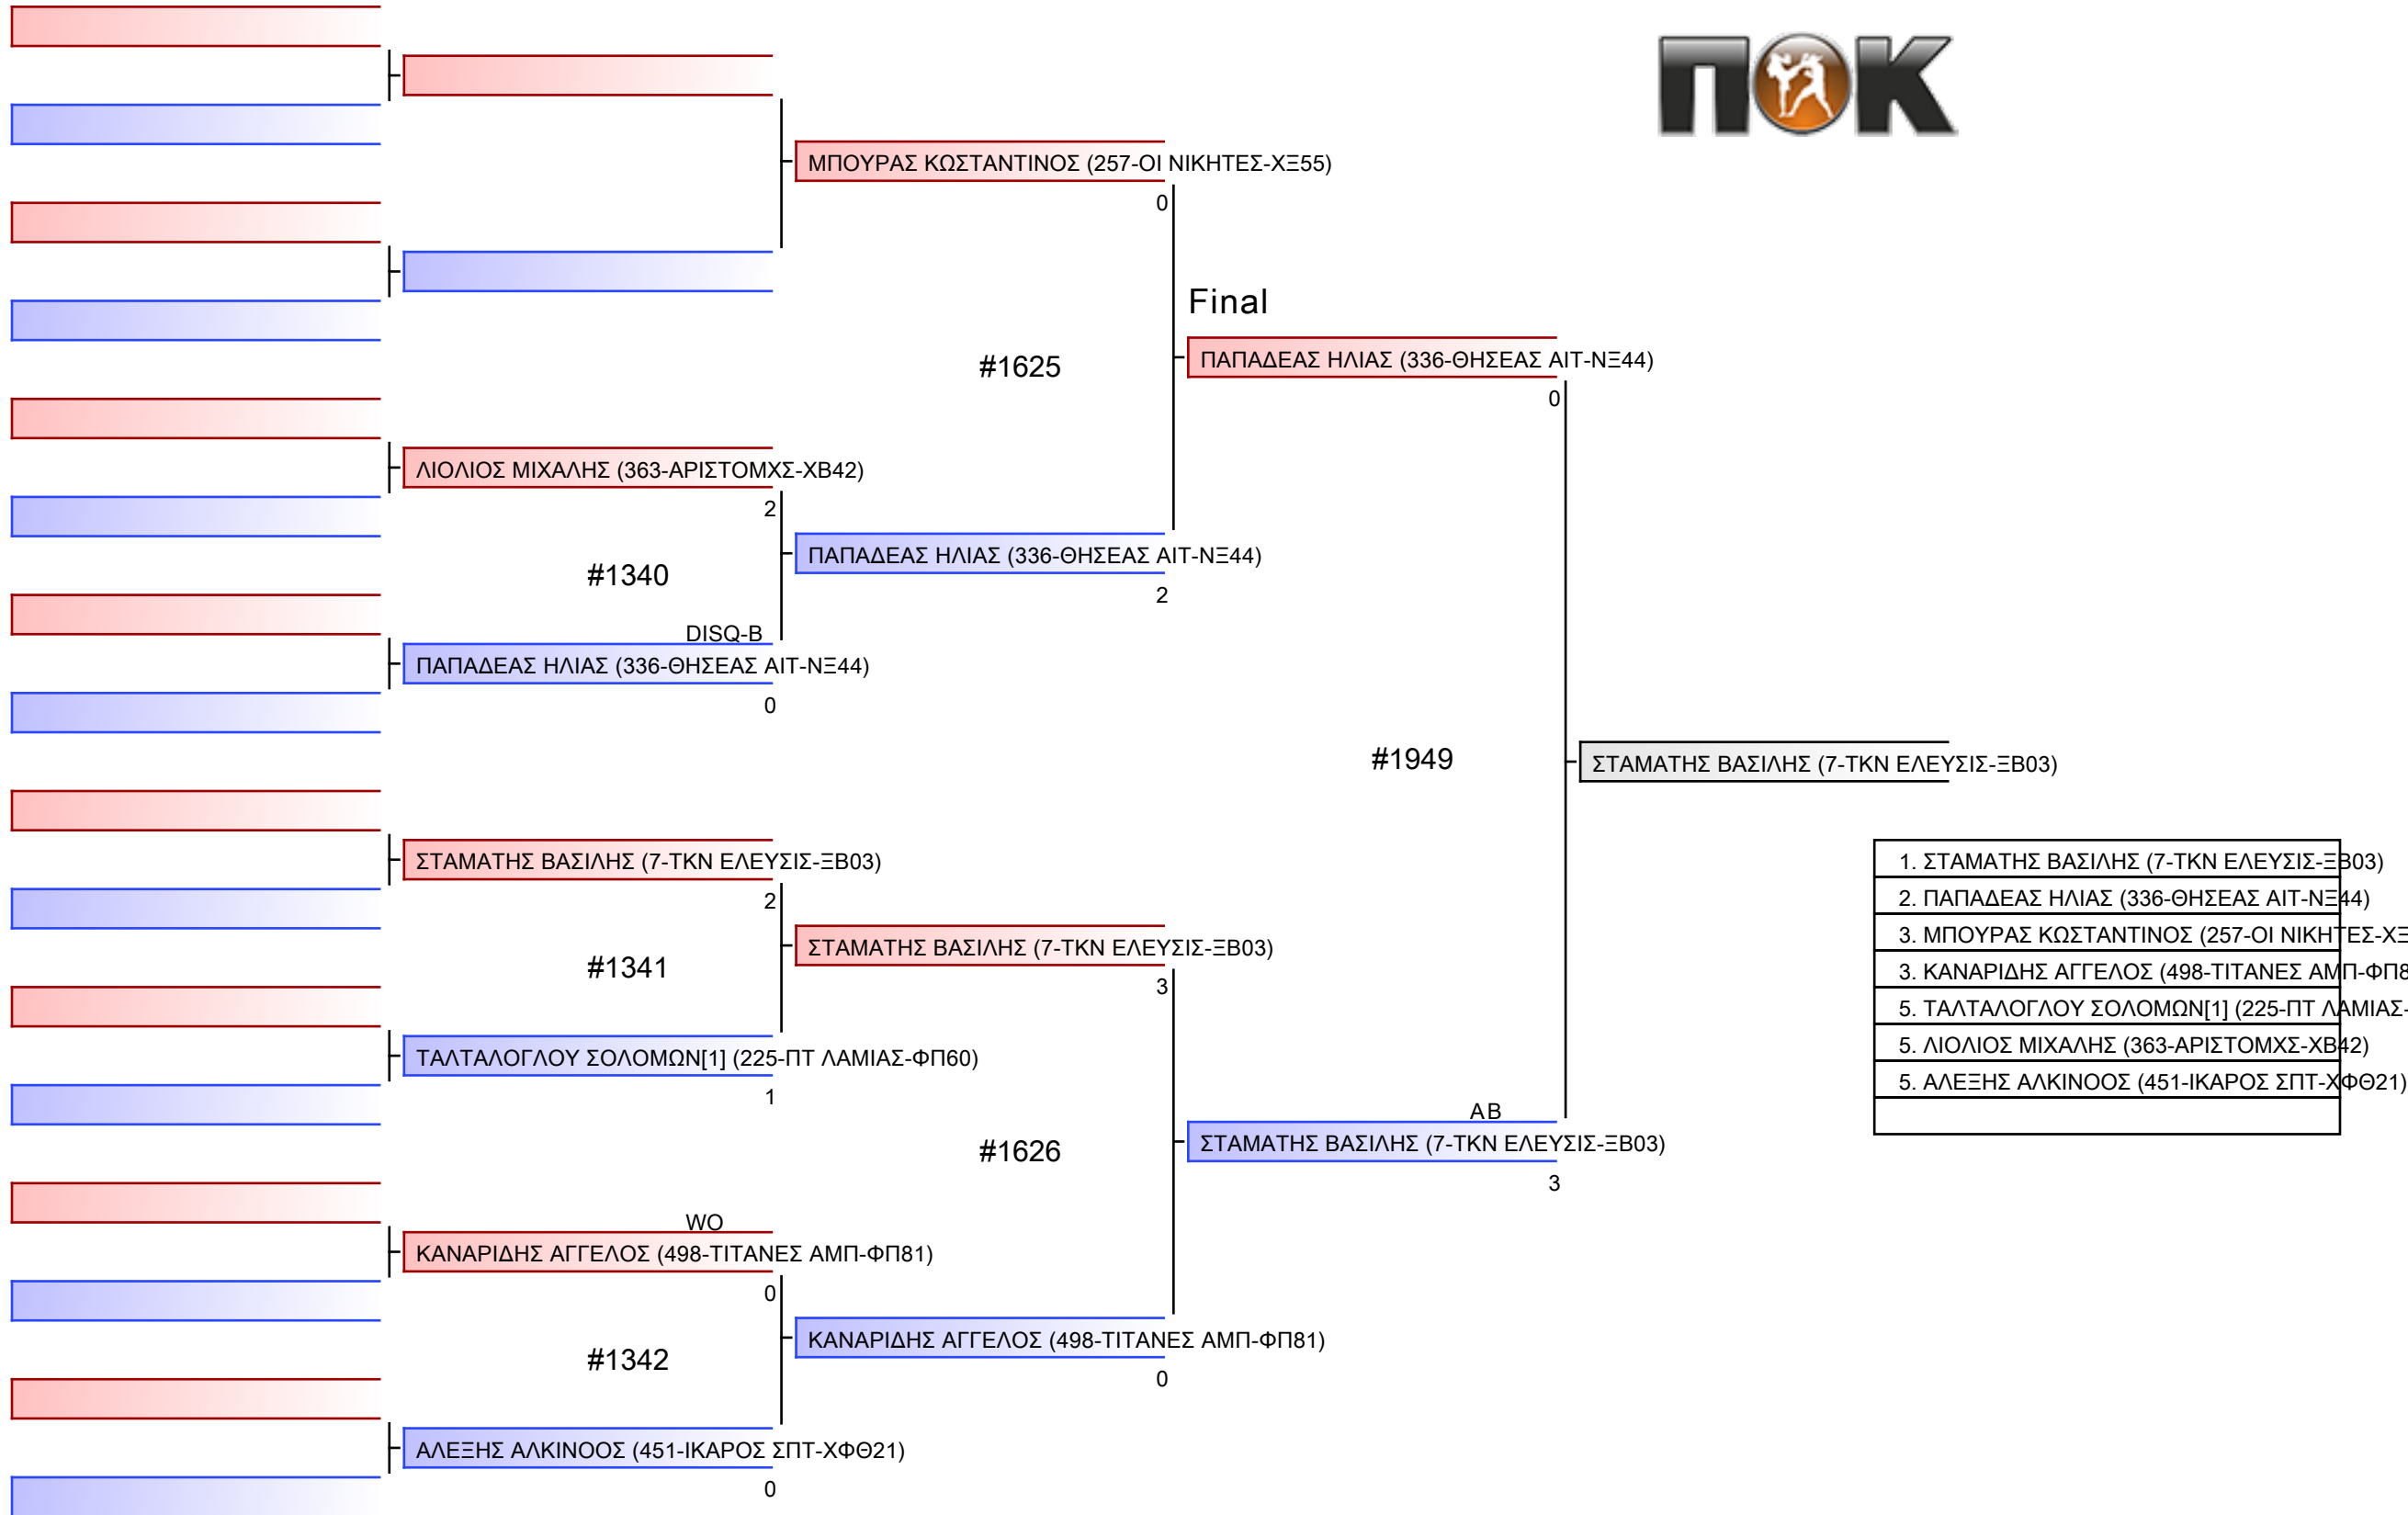 ΠΟΚ
ΜΠΟΥΡΑΣ ΚΩΣΤΑΝΤΙΝΟΣ (257-ΟΙ ΝΙΚΗΤΕΣ-ΧΞ55)
0
Final
#1625
ΠΑΠΑΔΕΑΣ ΗΛΙΑΣ (336-ΘΗΣΕΑΣ ΑΙΤ-ΝΞ44)
0
ΛΙΟΛΙΟΣ ΜΙΧΑΛΗΣ (363-ΑΡΙΣΤΟΜΧΣ-ΧΒ42)
2
#1340
ΠΑΠΑΔΕΑΣ ΗΛΙΑΣ (336-ΘΗΣΕΑΣ ΑΙΤ-ΝΞ44)
2
DISQ-B
ΠΑΠΑΔΕΑΣ ΗΛΙΑΣ (336-ΘΗΣΕΑΣ ΑΙΤ-ΝΞ44)
0
#1949
ΣΤΑΜΑΤΗΣ ΒΑΣΙΛΗΣ (7-ΤΚΝ ΕΛΕΥΣΙΣ-ΞΒ03)
ΣΤΑΜΑΤΗΣ ΒΑΣΙΛΗΣ (7-ΤΚΝ ΕΛΕΥΣΙΣ-ΞΒ03)
2
#1341
ΣΤΑΜΑΤΗΣ ΒΑΣΙΛΗΣ (7-ΤΚΝ ΕΛΕΥΣΙΣ-ΞΒ03)
3
ΤΑΛΤΑΛΟΓΛΟΥ ΣΟΛΟΜΩΝ[1] (225-ΠΤ ΛΑΜΙΑΣ-ΦΠ60)
1
#1626
AB
ΣΤΑΜΑΤΗΣ ΒΑΣΙΛΗΣ (7-ΤΚΝ ΕΛΕΥΣΙΣ-ΞΒ03)
3
WO
ΚΑΝΑΡΙΔΗΣ ΑΓΓΕΛΟΣ (498-ΤΙΤΑΝΕΣ ΑΜΠ-ΦΠ81)
0
#1342
ΚΑΝΑΡΙΔΗΣ ΑΓΓΕΛΟΣ (498-ΤΙΤΑΝΕΣ ΑΜΠ-ΦΠ81)
0
ΑΛΕΞΗΣ ΑΛΚΙΝΟΟΣ (451-ΙΚΑΡΟΣ ΣΠΤ-ΧΦΘ21)
0
1. ΣΤΑΜΑΤΗΣ ΒΑΣΙΛΗΣ (7-ΤΚΝ ΕΛΕΥΣΙΣ-ΞΒ03)
2. ΠΑΠΑΔΕΑΣ ΗΛΙΑΣ (336-ΘΗΣΕΑΣ ΑΙΤ-ΝΞ44)
3. ΜΠΟΥΡΑΣ ΚΩΣΤΑΝΤΙΝΟΣ (257-ΟΙ ΝΙΚΗΤΕΣ-ΧΞ
3. ΚΑΝΑΡΙΔΗΣ ΑΓΓΕΛΟΣ (498-ΤΙΤΑΝΕΣ ΑΜΠ-ΦΠ8
5. ΤΑΛΤΑΛΟΓΛΟΥ ΣΟΛΟΜΩΝ[1] (225-ΠΤ ΛΑΜΙΑΣ-
5. ΛΙΟΛΙΟΣ ΜΙΧΑΛΗΣ (363-ΑΡΙΣΤΟΜΧΣ-ΧΒ42)
5. ΑΛΕΞΗΣ ΑΛΚΙΝΟΟΣ (451-ΙΚΑΡΟΣ ΣΠΤ-ΧΦΘ21)